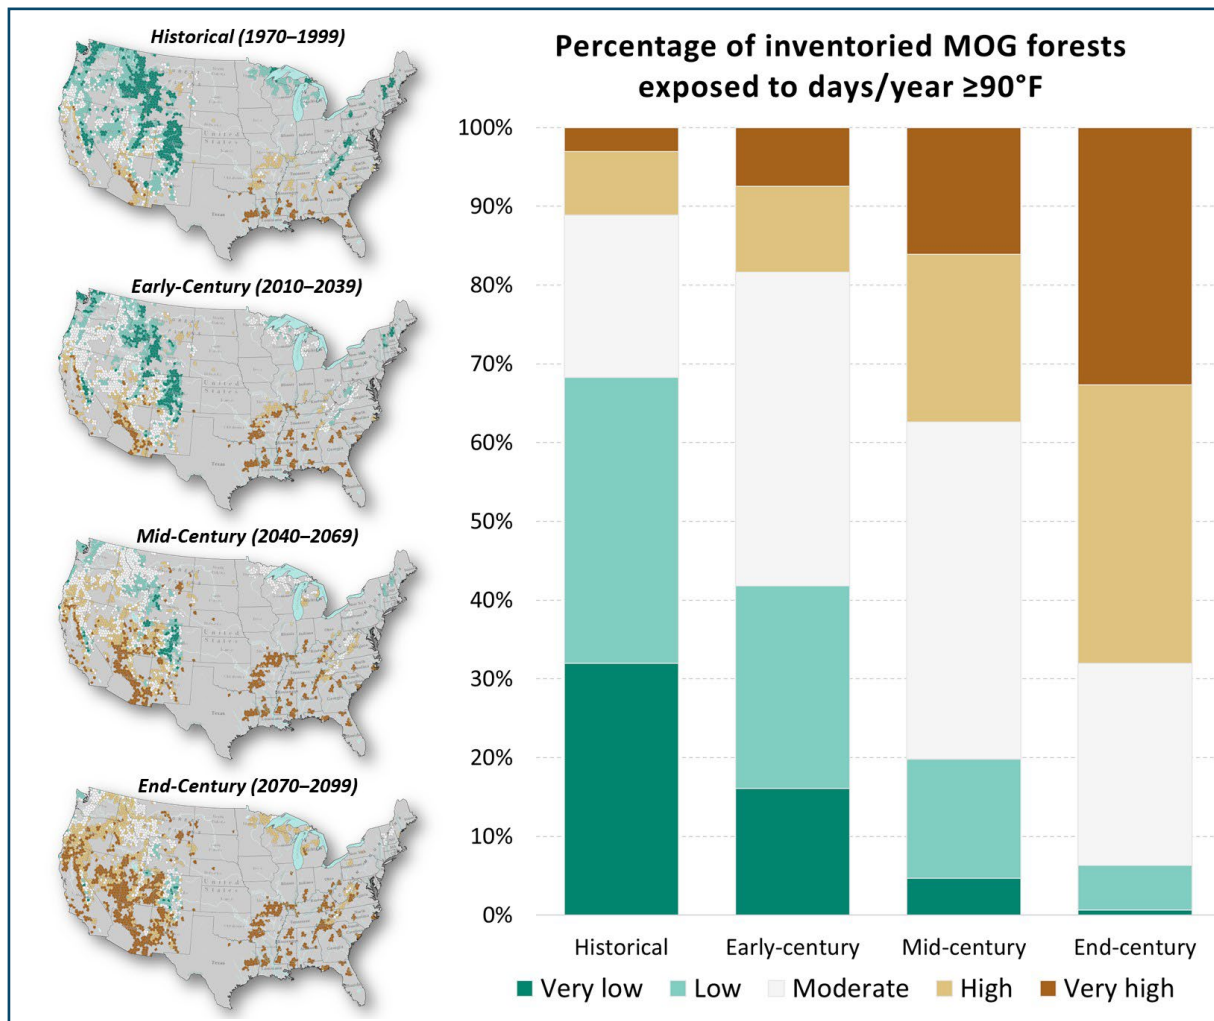 Historical (1970–1999)
Early-Century (2010–2039)
Mid-Century (2040–2069)
End-Century (2070–2099)
Percentage of inventoried MOG forests
exposed to days/year ≥90°F
100%
90%
80%
70%
60%
50%
40%
30%
20%
10%
0%
Historical
Early-century
Mid-century
End-century
Very low
Low
Moderate
High
Very high